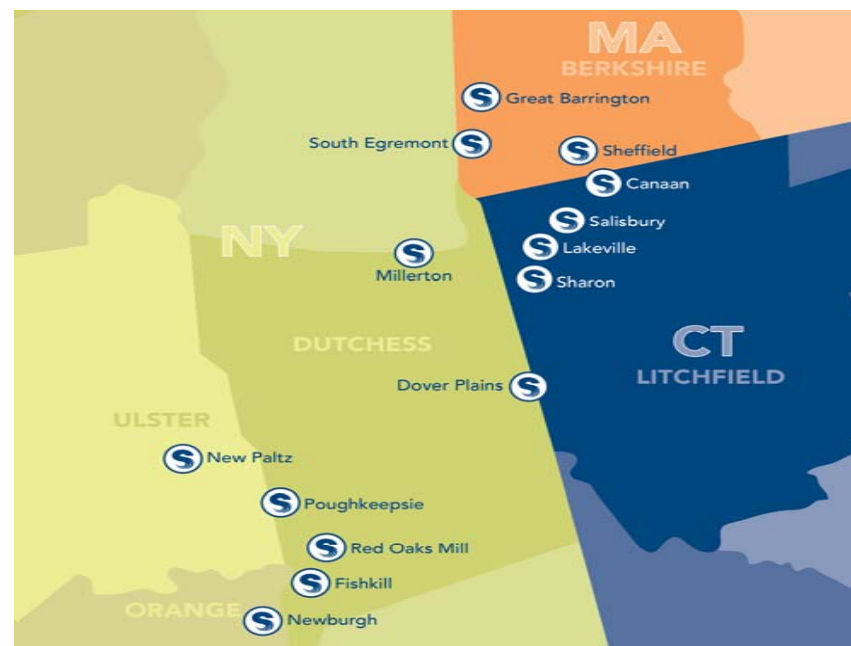 MA
BERKSHIRE
Great Barrington
South Egremont
Sheffield
Canaan
Salisbury
NY
Lakeville
Millerton
Sharon
DUTCHESS
CT
LITCHFIELD
Dover Plains
ULSTER
New Paltz
Poughkeepsie
Red Oaks Mill
Fishkill
ORANGE
Newburgh